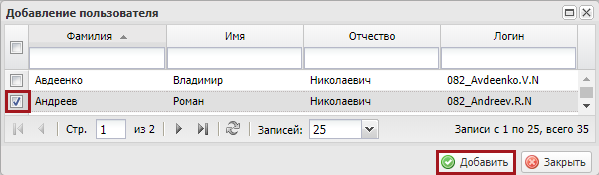 Добавление пользователя
Фамилия Имя Отчество Логин
Авдеенко Владимир Николаевич 082_Avdeenko.V.N
Андреев Роман Николаевич 082_Andreev.R.N
Стр. 1 из 2 Записей: 25 Записи с 1 по 25, всего 35
Добавить Закрыть